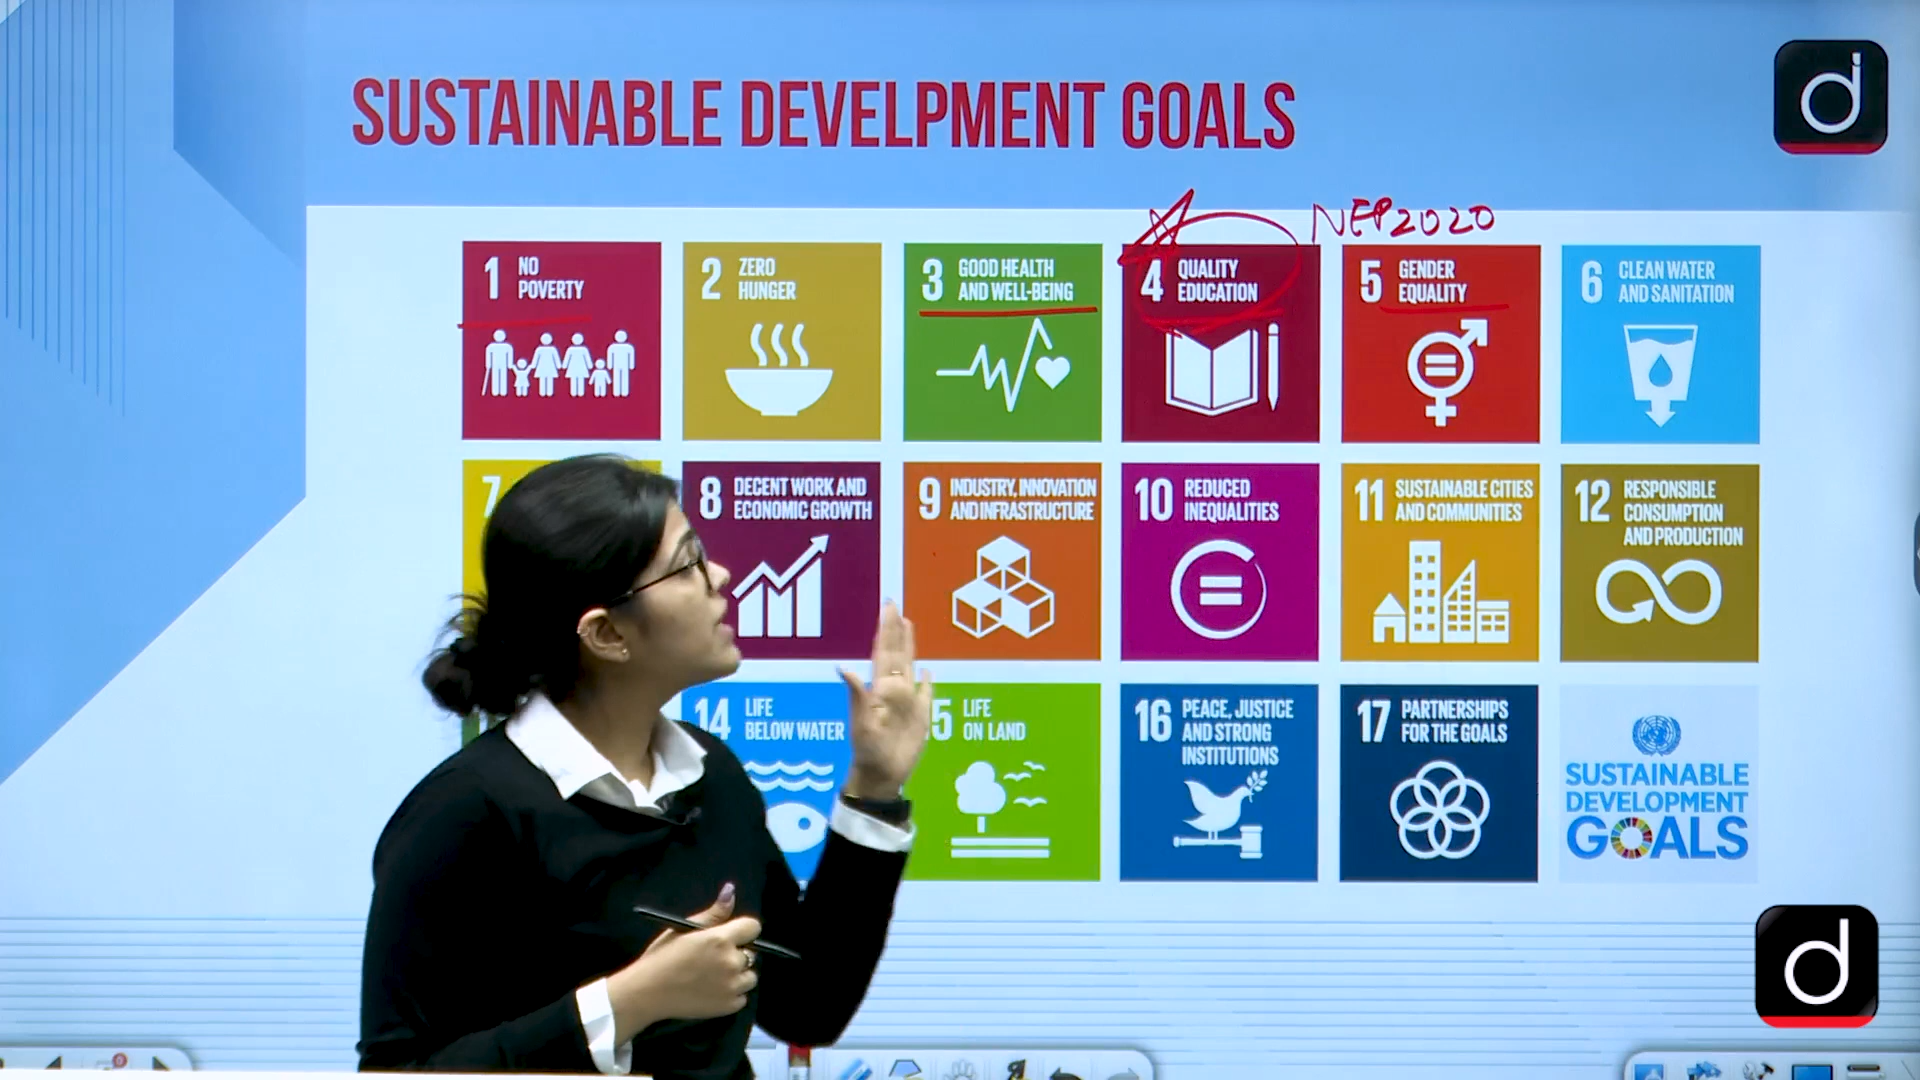 SUSTAINABLE DEVELPMENT GOALS
NEP2020
1 NO POVERTY
2 ZERO HUNGER
3 GOOD HEALTH AND WELL-BEING
4 QUALITY EDUCATION
5 GENDER EQUALITY
6 CLEAN WATER AND SANITATION
7
8 DECENT WORK AND ECONOMIC GROWTH
9 INDUSTRY, INNOVATION AND INFRASTRUCTURE
10 REDUCED INEQUALITIES
11 SUSTAINABLE CITIES AND COMMUNITIES
12 RESPONSIBLE CONSUMPTION AND PRODUCTION
14 LIFE BELOW WATER
5 LIFE ON LAND
16 PEACE, JUSTICE AND STRONG INSTITUTIONS
17 PARTNERSHIPS FOR THE GOALS
SUSTAINABLE
DEVELOPMENT
GOALS
d
d